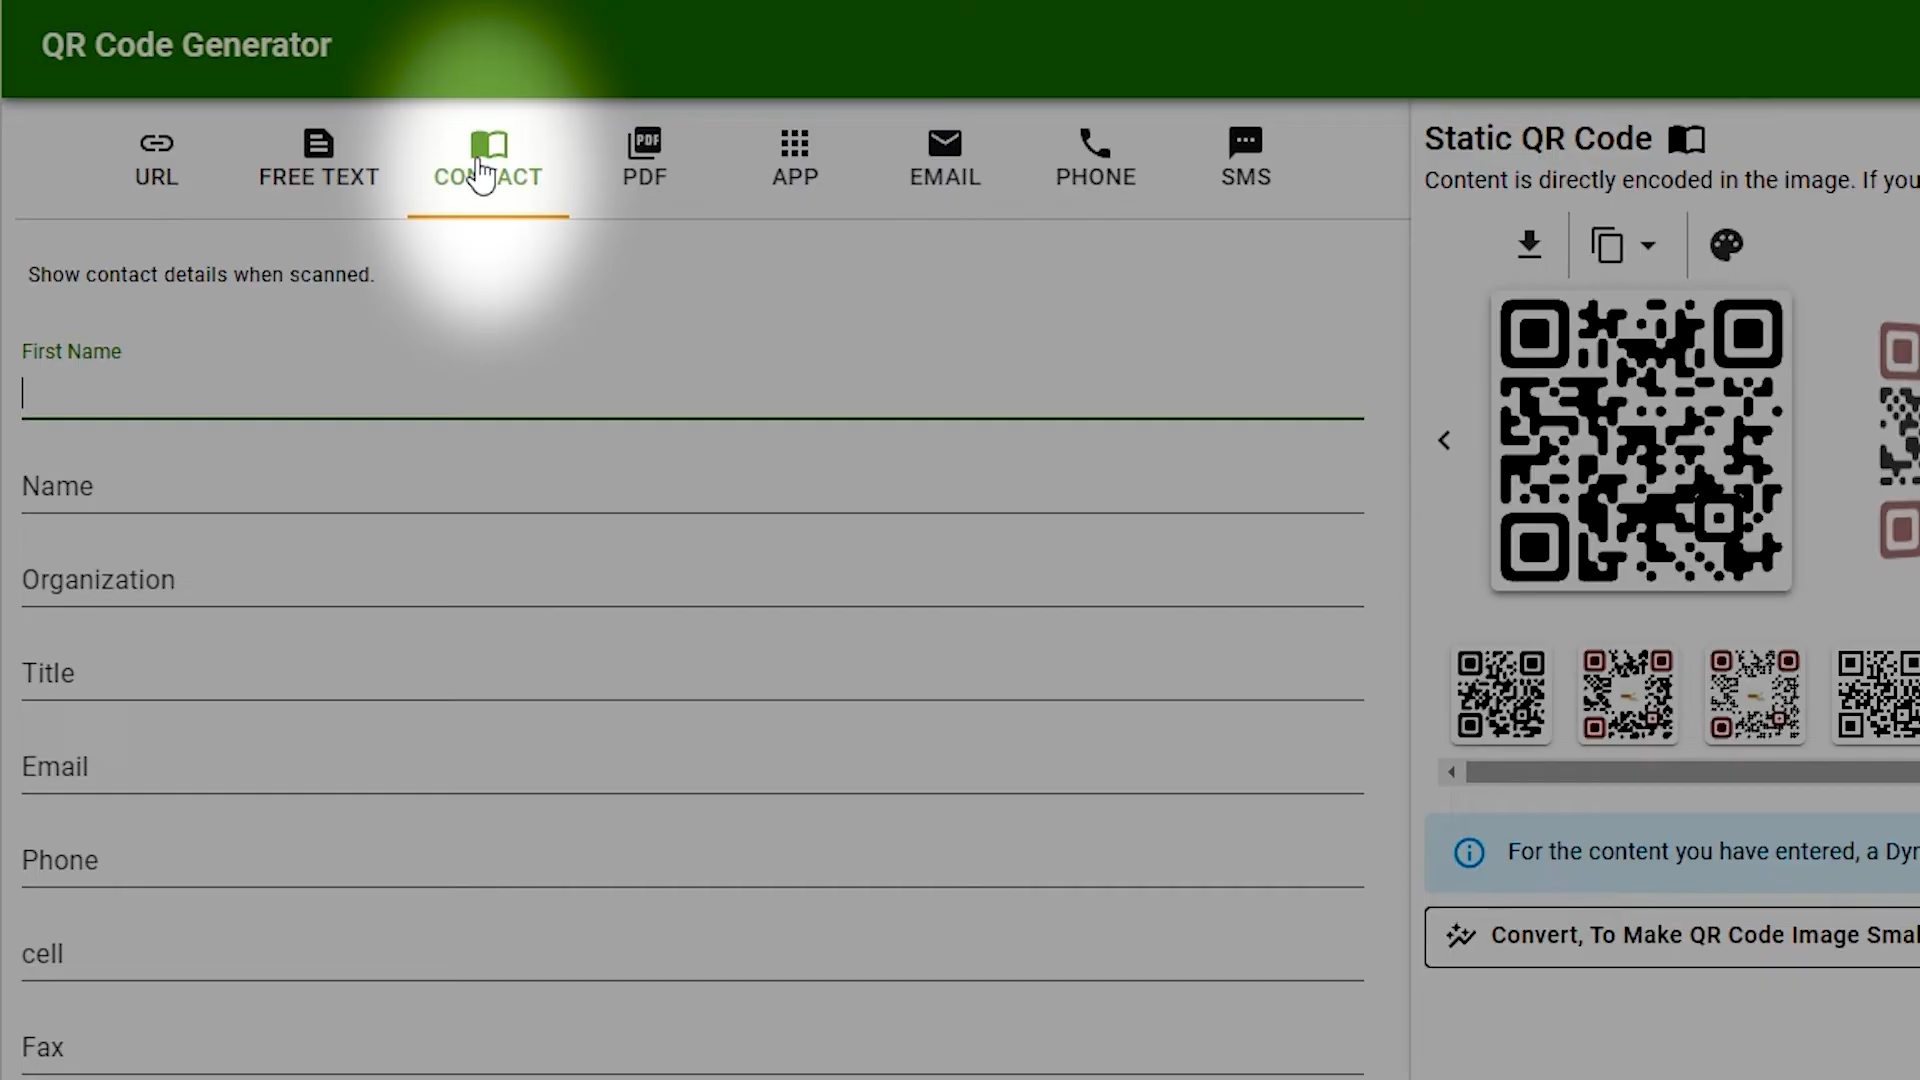 QR Code Generator
URL
FREE TEXT
CONTACT
PDF
PDF
APP
EMAIL
PHONE
SMS
Show contact details when scanned.
First Name
Name
Organization
Title
Email
Phone
cell
Fax
Static QR Code
Content is directly encoded in the image. If you
For the content you have entered, a
Convert, To Make QR Code Image